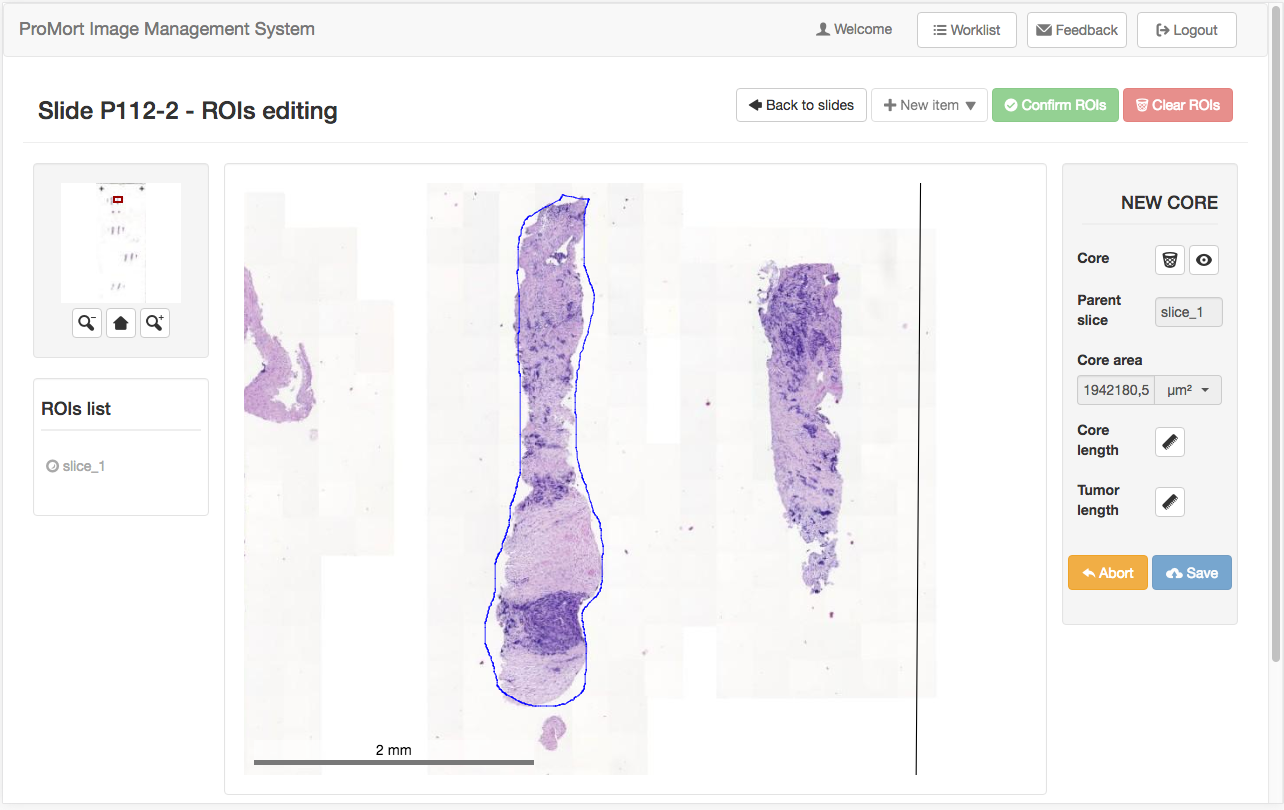 ProMort Image Management System
Welcome
Worklist
Feedback
Logout
Slide P112-2 - ROIs editing
Back to slides
New item
Confirm ROIs
Clear ROIs
NEW CORE
Core
Parent
slice
slice_1
Core area
1942180,5
µm²
Core
length
Tumor
length
Abort
Save
ROIs list
slice_1
2 mm